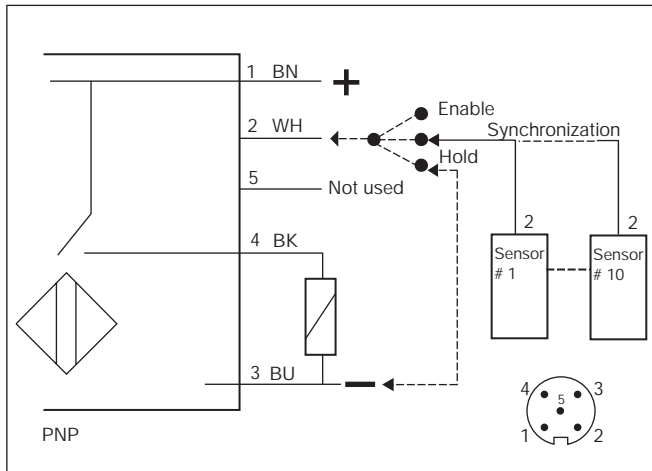 1 BN +
Enable
2 WH
Synchronization
Hold
5
Not used
4 BK
2
2
Sensor
# 1
Sensor
# 10
3 BU −
4
5
3
1
2
PNP